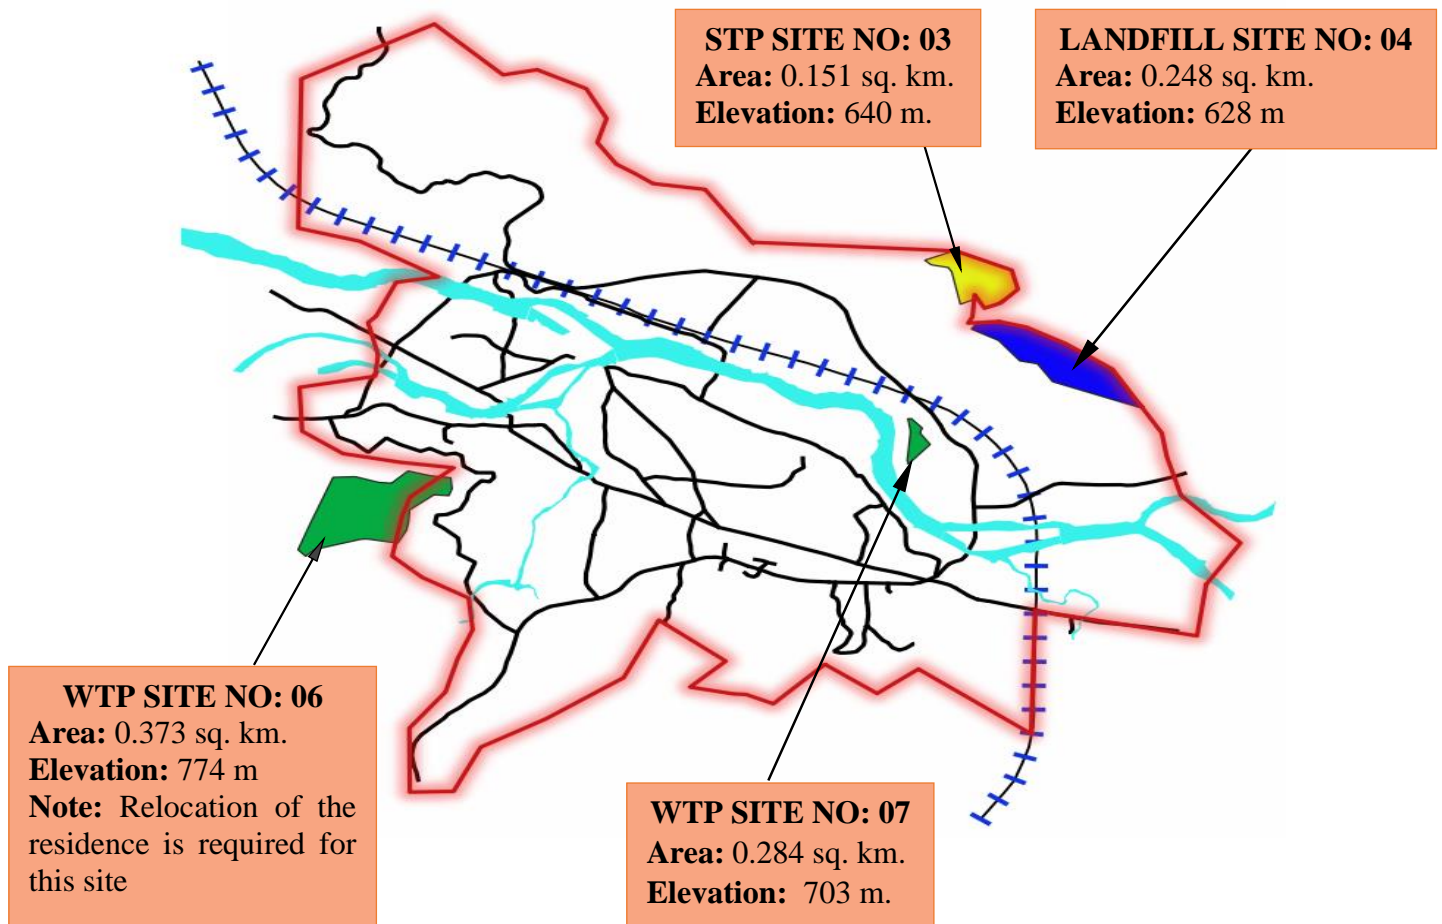 STP SITE NO: 03
Area: 0.151 sq. km.
Elevation: 640 m.
LANDFILL SITE NO: 04
Area: 0.248 sq. km.
Elevation: 628 m
WTP SITE NO: 06
Area: 0.373 sq. km.
Elevation: 774 m
Note: Relocation of the
residence is required for
this site
WTP SITE NO: 07
Area: 0.284 sq. km.
Elevation: 703 m.